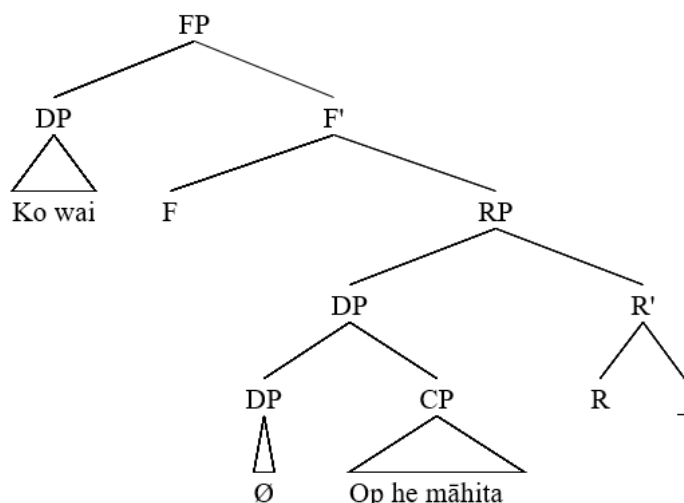 FP
DP F'
Ko wai F RP
DP R'
DP CP R
Ø Op he māhita